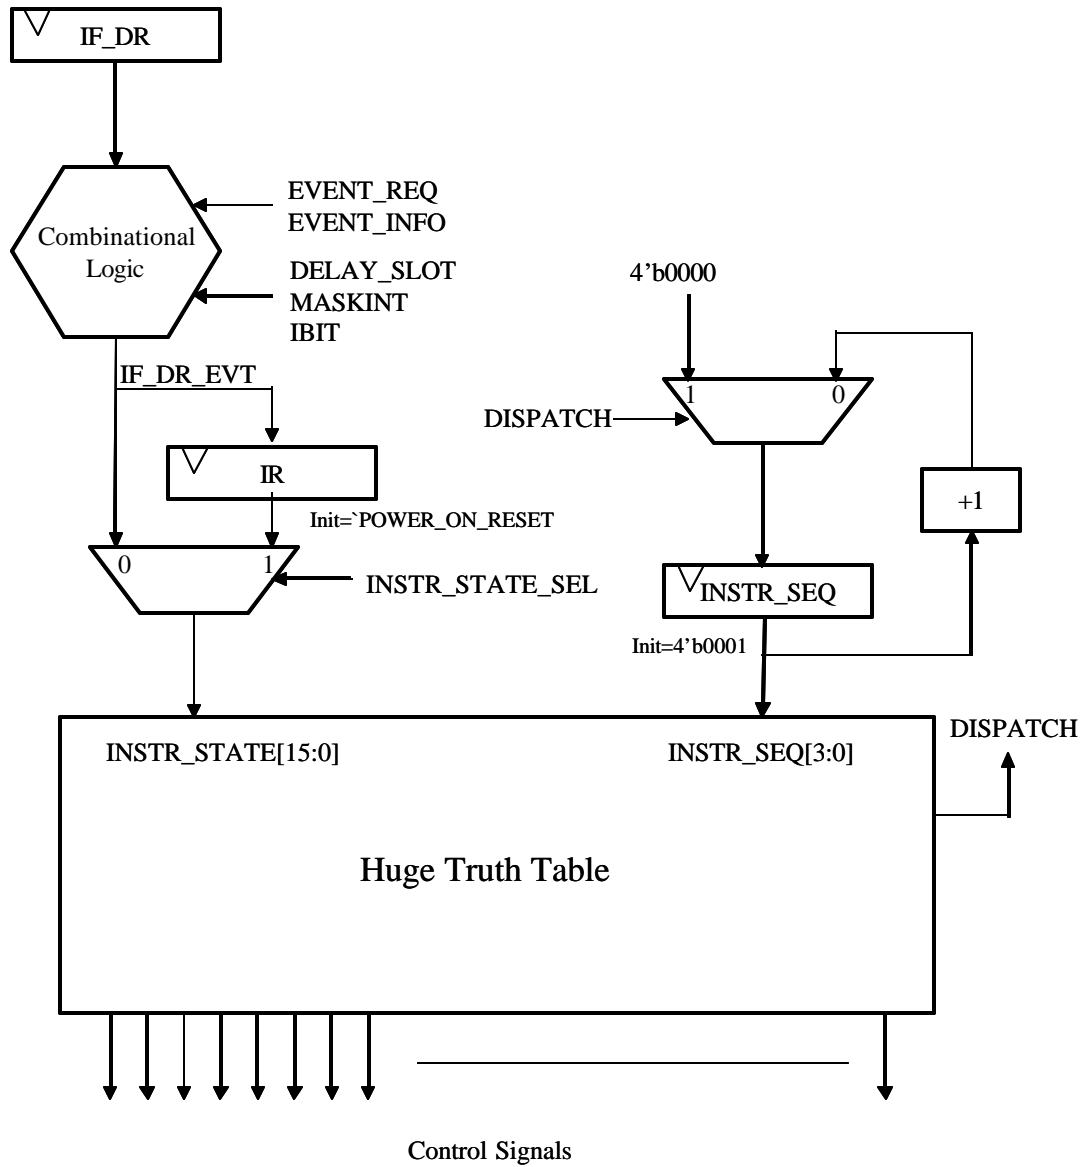 IF_DR
EVENT_REQ
EVENT_INFO
Combinational
Logic
DELAY_SLOT
MASKINT
IBIT
4’b0000
IF_DR_EVT
1
0
DISPATCH
IR
+1
Init=`POWER_ON_RESET
0
1
INSTR_STATE_SEL
INSTR_SEQ
Init=4’b0001
DISPATCH
INSTR_STATE[15:0]
INSTR_SEQ[3:0]
Huge Truth Table
Control Signals